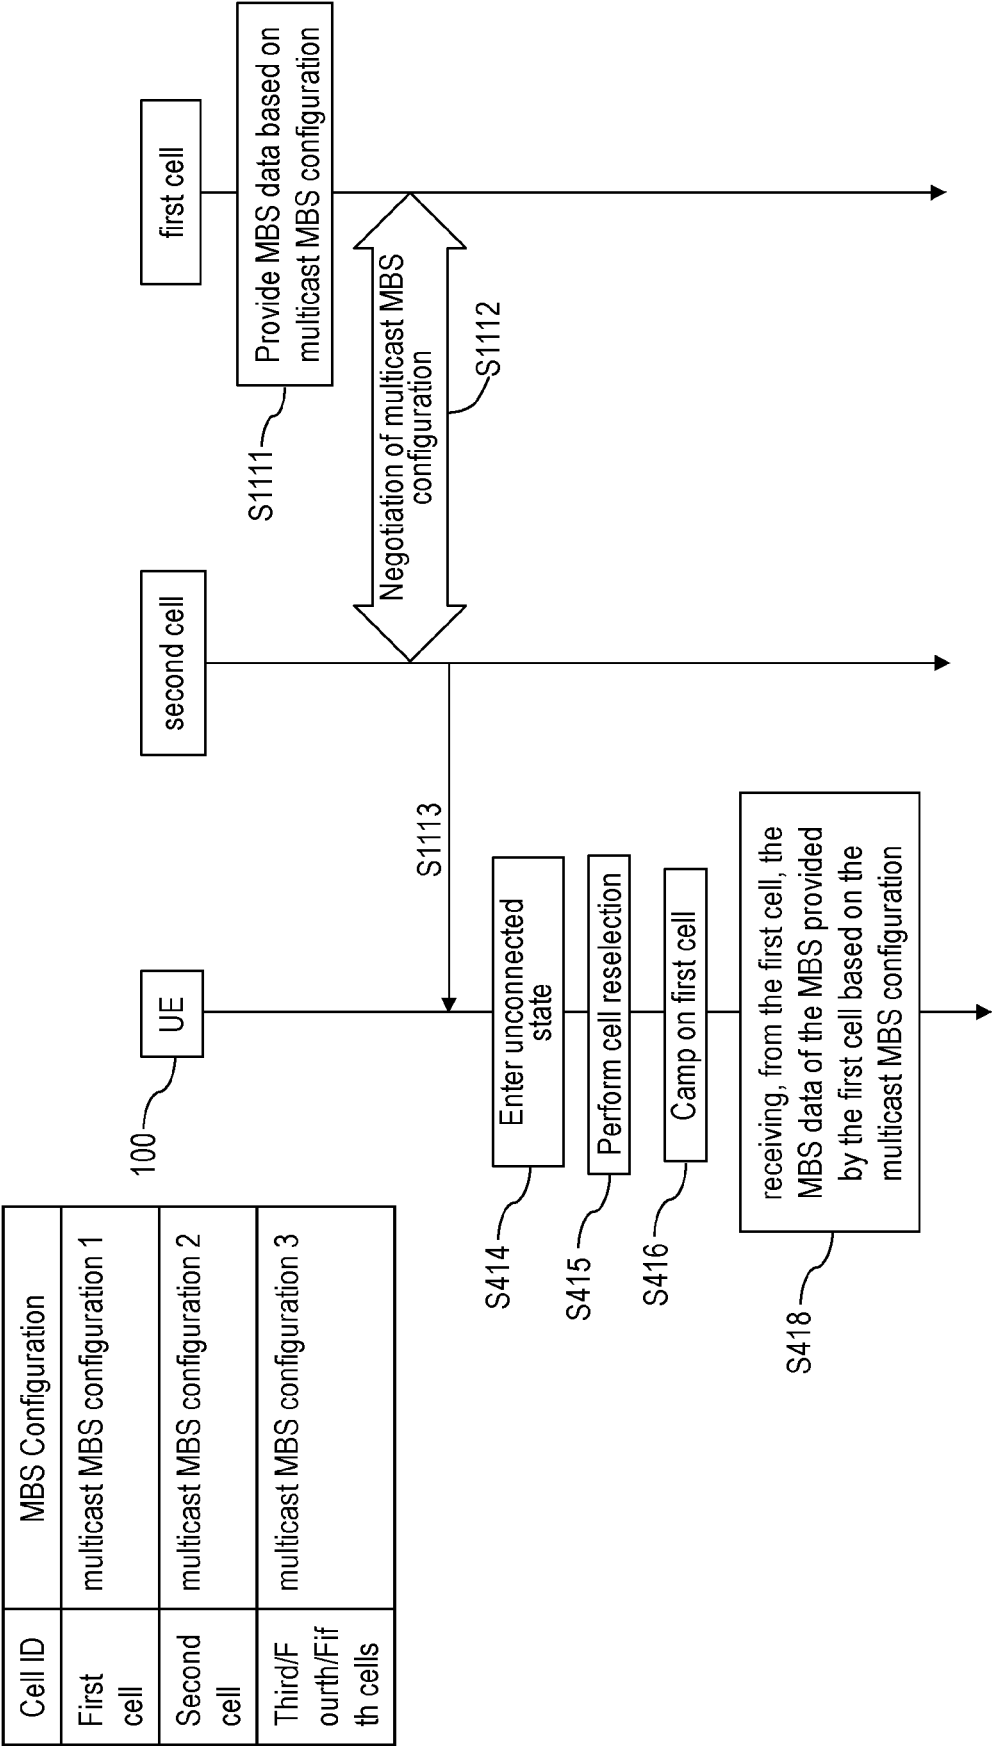 Cell ID
MBS Configuration
First
cell
multicast MBS configuration 1
Second
cell
multicast MBS configuration 2
Third/F
ourth/Fif
th cells
multicast MBS configuration 3
100
UE
second cell
first cell
S1111
Provide MBS data based on
multicast MBS configuration
Negotiation of multicast MBS
configuration
S1112
S1113
S414
Enter unconnected
state
S415
Perform cell reselection
S416
Camp on first cell
S418
receiving, from the first cell, the
MBS data of the MBS provided
by the first cell based on the
multicast MBS configuration